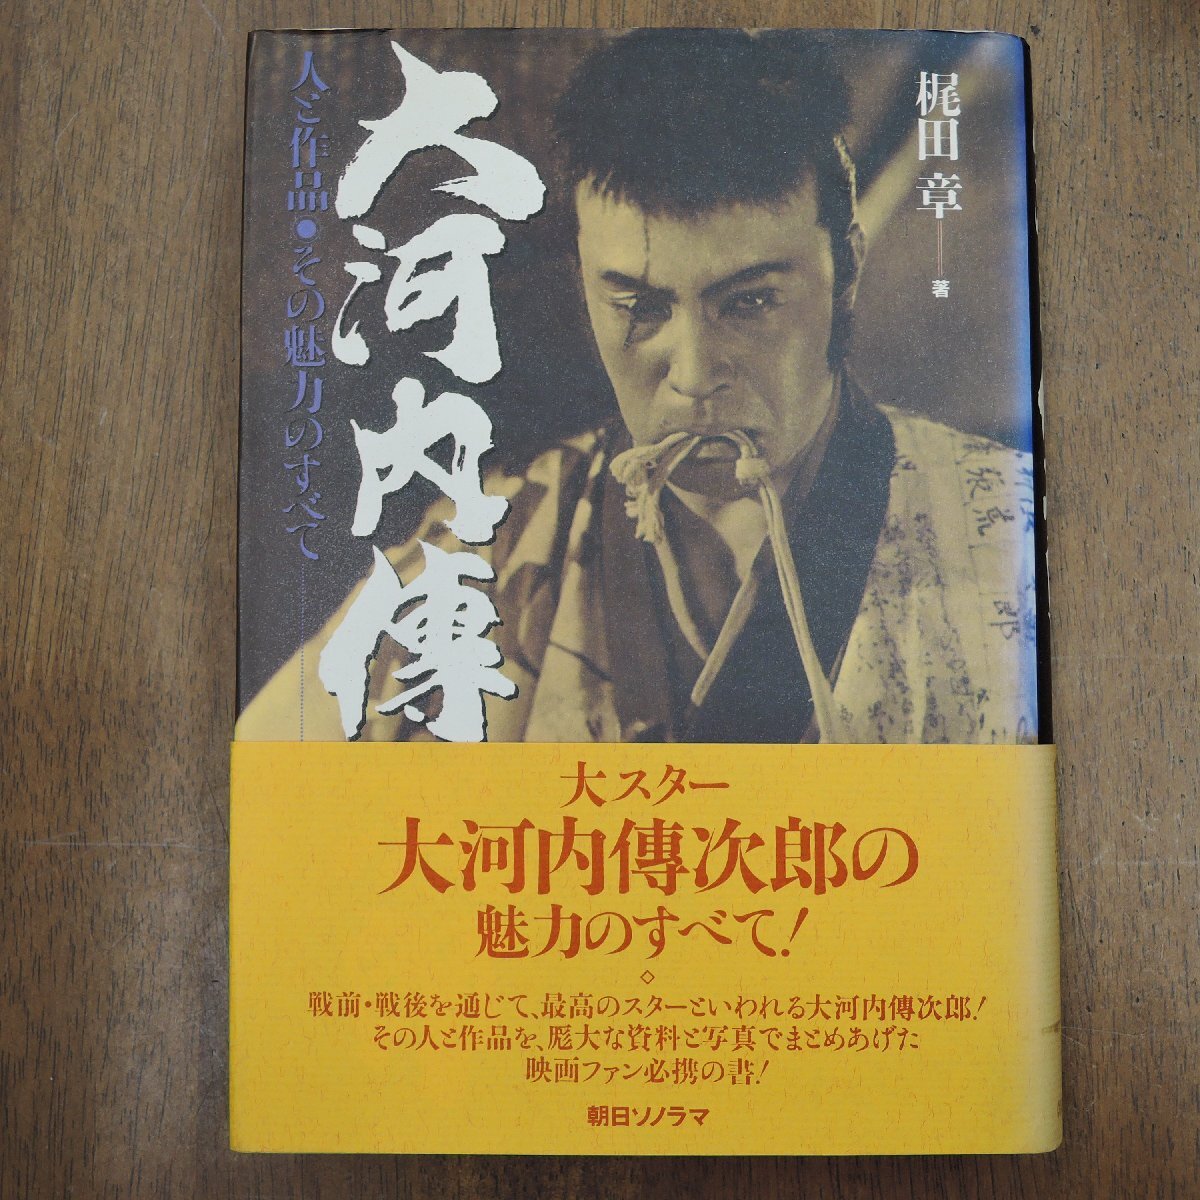 梶田 章
著
大河内傳
人と作品●その魅力のすべて
大スター
大河内傳次郎の
魅力のすべて!
戦前・戦後を通じて、最高のスターといわれる大河内傳次郎!
その人と作品を、厖大な資料と写真でまとめあげた
映画ファン必携の書!
朝日ソノラマ